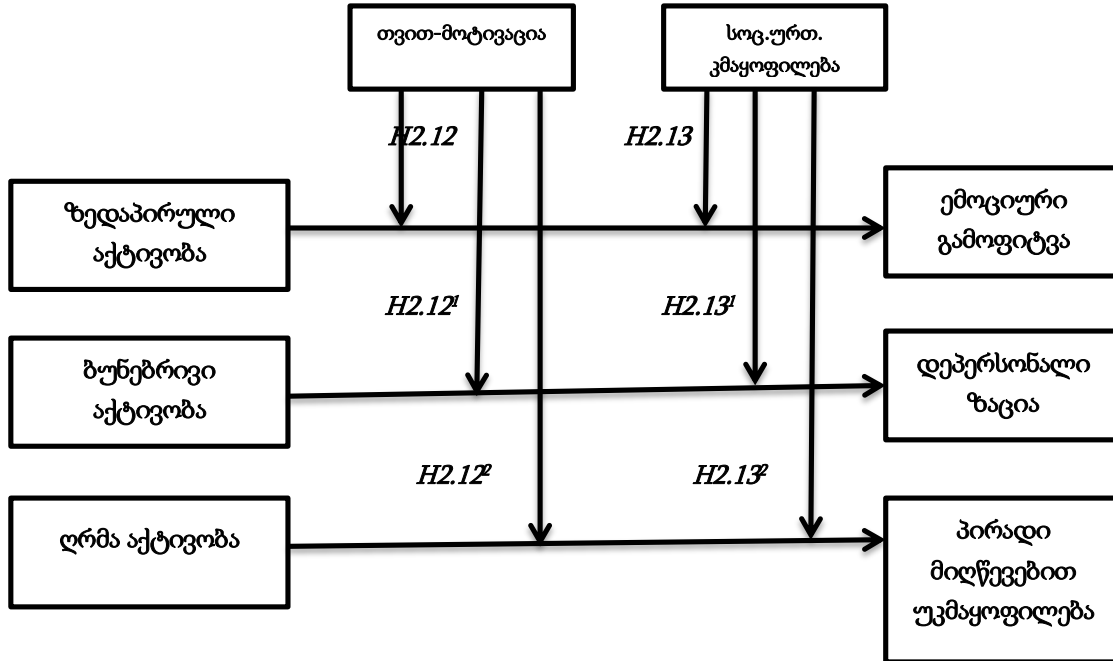 თვით-მოტივაცია
სოც.ურთ.
კმაყოფილება
H2.12
H2.13
ზედაპირული
აქტივობა
ემოციური
გამოფიტვა
H2.12¹
H2.13¹
ბუნებრივი
აქტივობა
დეპერსონალი
ზაცია
H2.12²
H2.13²
ღრმა აქტივობა
პირადი
მიღწევებით
უკმაყოფილება